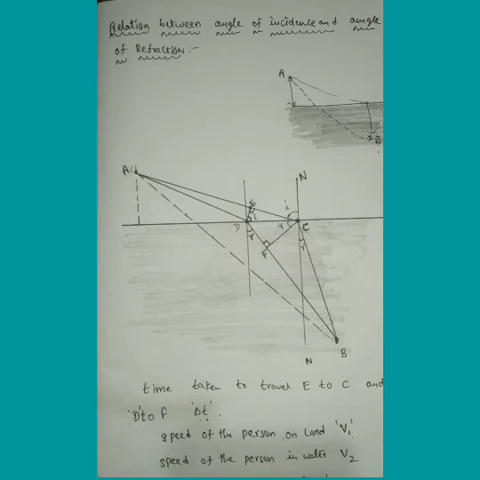 Relation between angle of incidence and angle
of Refraction :-
A
B
A
N
E
i
i
D
r
r
C
F
r
B
N
time taken to travel E to C and
'D' to F 'Δt'.
speed of the person on land 'V₁'
speed of the person in water V₂